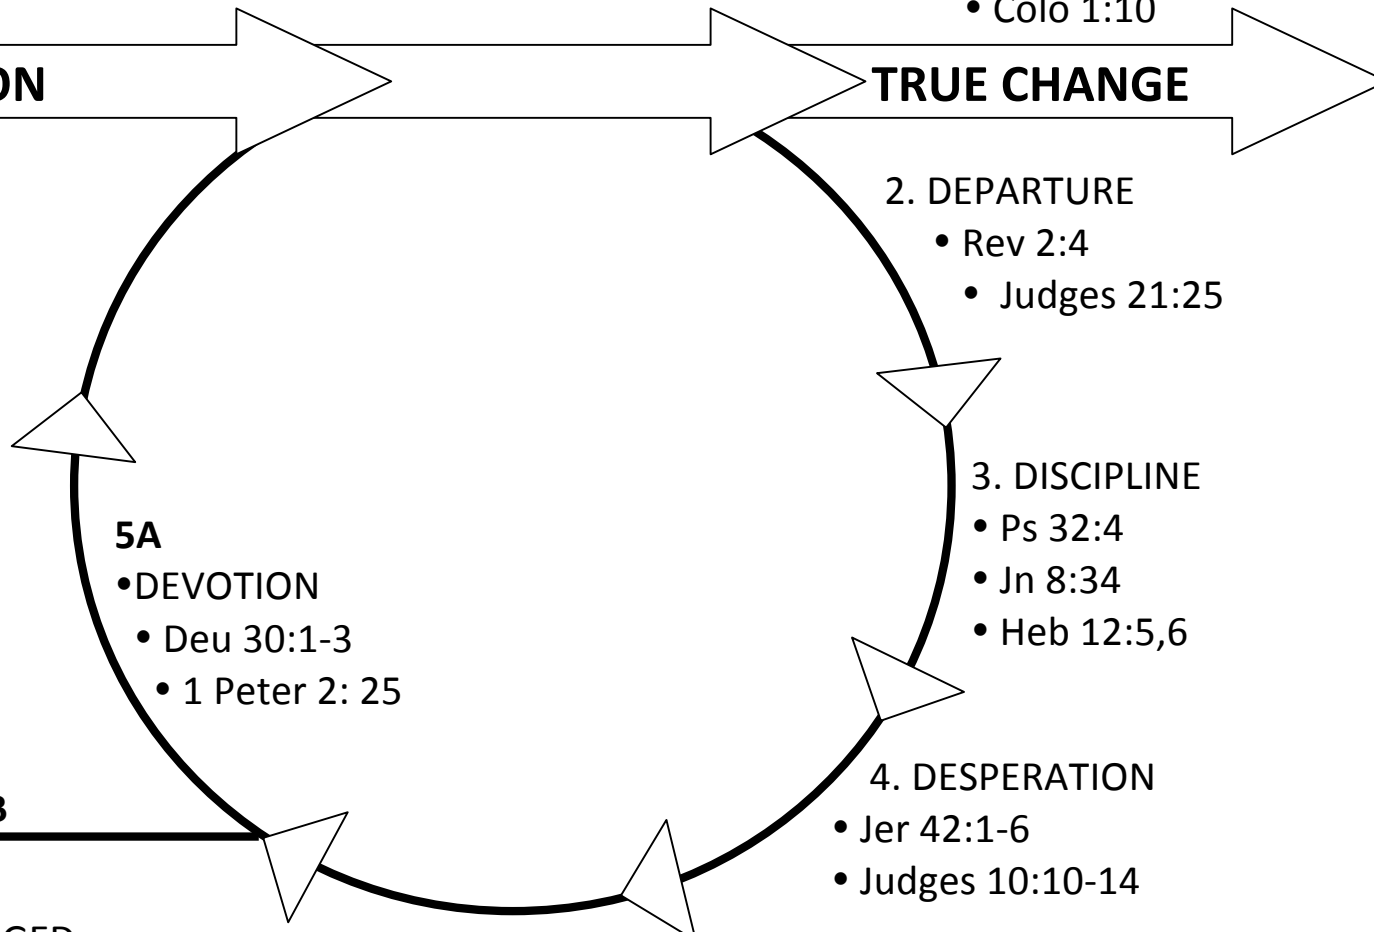 • Colo 1:10
ON
TRUE CHANGE
2. DEPARTURE
• Rev 2:4
• Judges 21:25
3. DISCIPLINE
• Ps 32:4
• Jn 8:34
• Heb 12:5,6
5A
•DEVOTION
• Deu 30:1-3
• 1 Peter 2: 25
4. DESPERATION
• Jer 42:1-6
• Judges 10:10-14